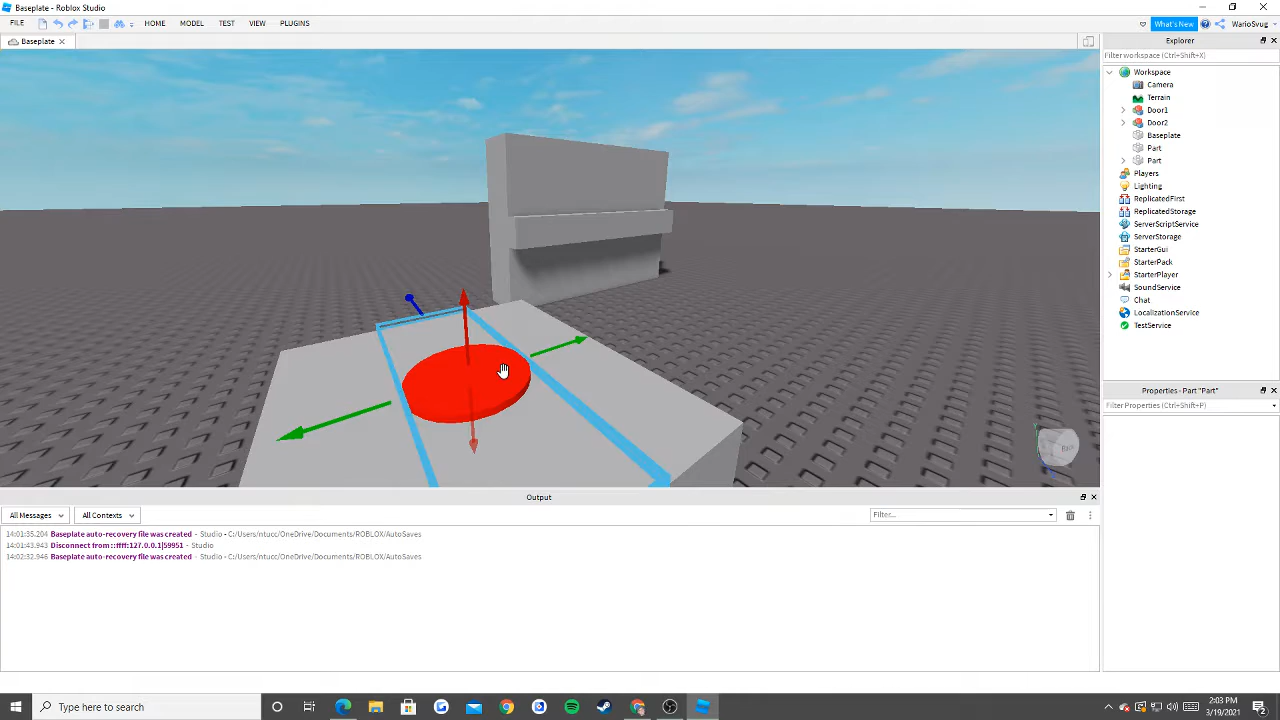 Baseplate - Roblox Studio
FILE HOME MODEL TEST VIEW PLUGINS What's New WarioSvug
Baseplate
Explorer
Filter workspace (Ctrl+Shift+X)
Workspace
Camera
Terrain
Door1
Door2
Baseplate
Part
Part
Players
Lighting
ReplicatedFirst
ReplicatedStorage
ServerScriptService
ServerStorage
StarterGui
StarterPack
StarterPlayer
SoundService
Chat
LocalizationService
TestService
Properties - Part "Part"
Filter Properties (Ctrl+Shift+P)
Output
All Messages All Contexts Filter...
14:01:35.204 Baseplate auto-recovery file was created - Studio - C:/Users/ntucc/OneDrive/Documents/ROBLOX/AutoSaves
14:01:43.943 Disconnect from ::ffff:127.0.0.1|59951 - Studio
14:02:32.946 Baseplate auto-recovery file was created - Studio - C:/Users/ntucc/OneDrive/Documents/ROBLOX/AutoSaves
Type here to search
2:03 PM
3/19/2021
2